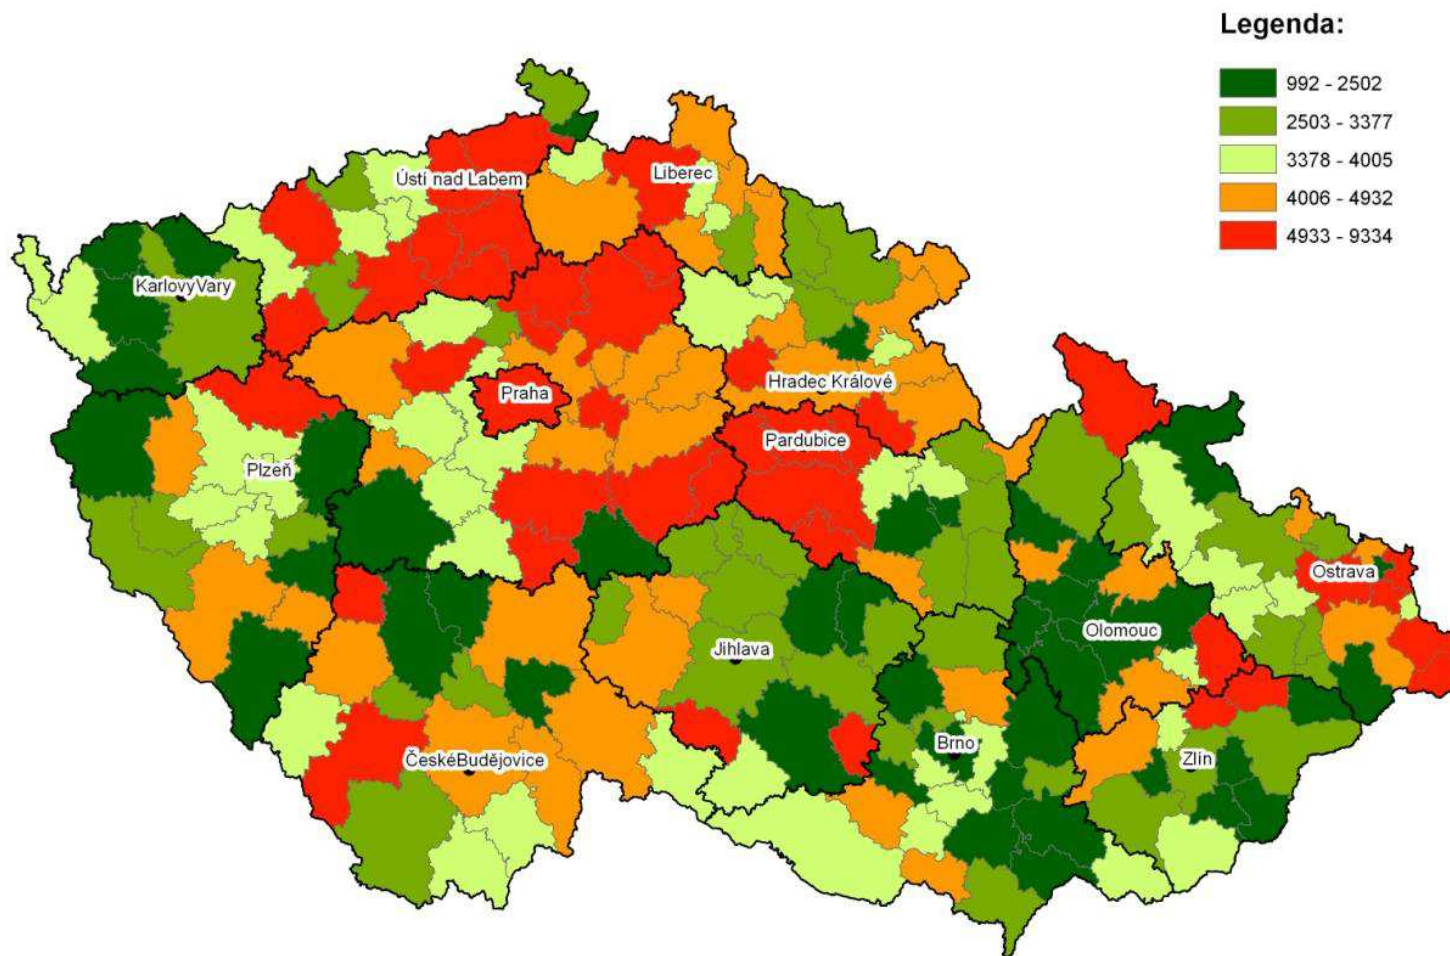 Legenda:
992 - 2502
2503 - 3377
3378 - 4005
4006 - 4932
4933 - 9334
Ústí nad Labem
Liberec
KarlovyVary
Praha
Hradec Králové
Pardubice
Plzeň
Ostrava
Olomouc
Jihlava
Brno
ČeskéBudějovice
Zlín